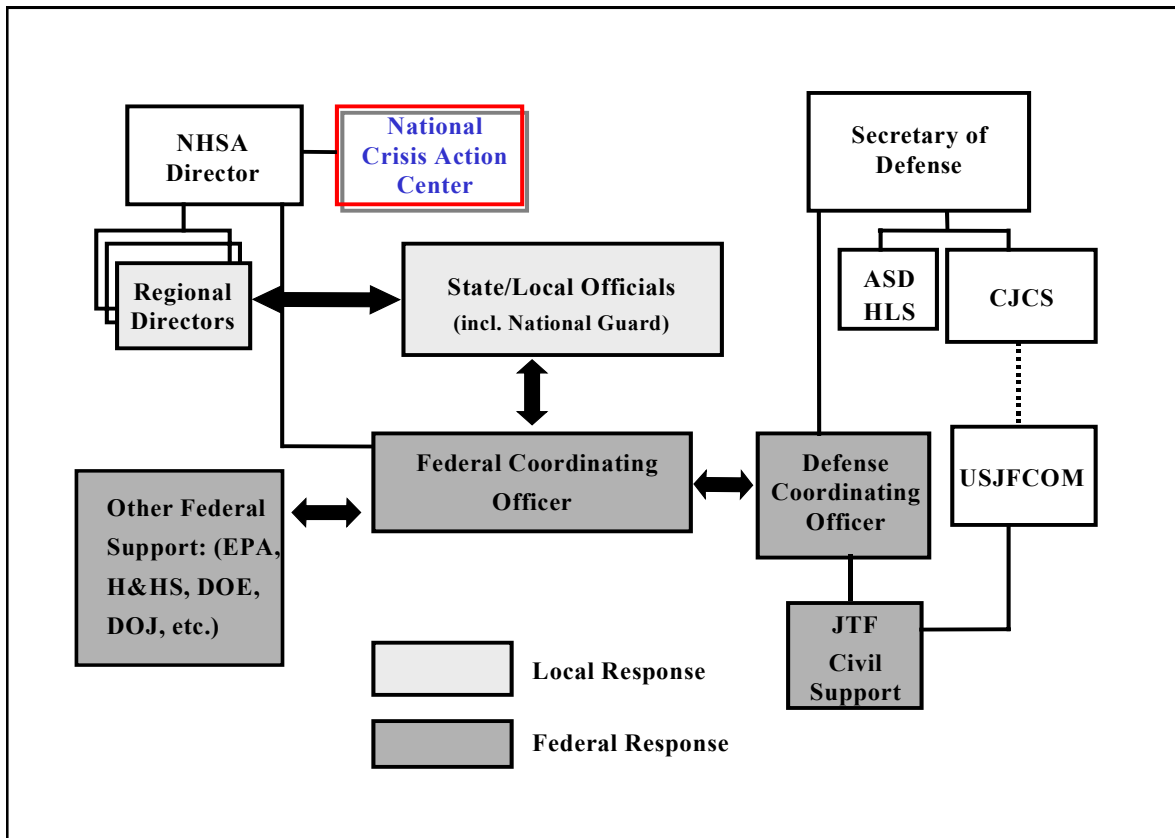 NHSA
Director
National
Crisis Action
Center
Secretary of
Defense
Regional
Directors
State/Local Officials
(incl. National Guard)
ASD
HLS
CJCS
Federal Coordinating
Officer
Defense
Coordinating
Officer
USJFCOM
Other Federal
Support: (EPA,
H&HS, DOE,
DOJ, etc.)
JTF
Civil
Support
Local Response
Federal Response